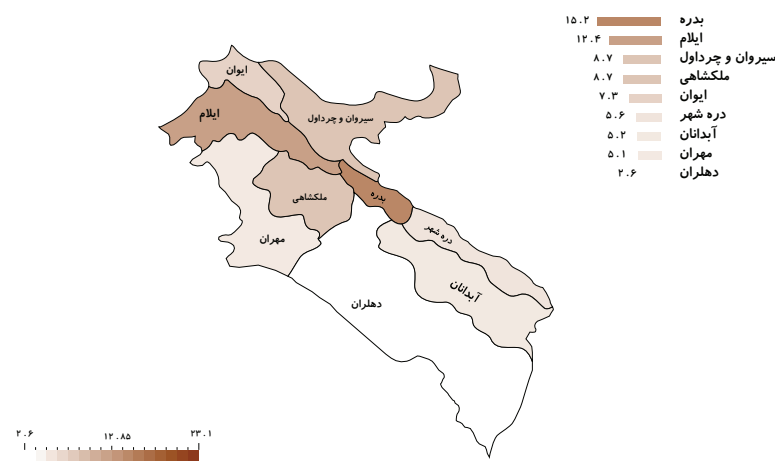 بدره ۱۵.۲
ایلام ۱۲.۴
سیروان و چرداول ۸.۷
ملکشاهی ۸.۷
ایوان ۷.۳
دره شهر ۵.۶
آبدانان ۵.۲
مهران ۵.۱
دهلران ۲.۶
ایوان
ایلام
سیروان و چرداول
ملکشاهی
بدره
مهران
دره شهر
آبدانان
دهلران
۲.۶ ۱۲.۸۵ ۲۳.۱